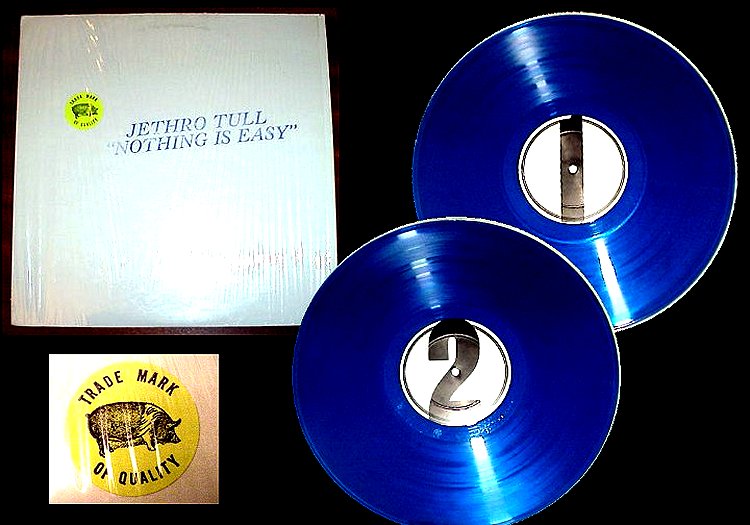 TRADE MARK
OF QUALITY
JETHRO TULL
"NOTHING IS EASY"
1
2
TRADE MARK
OF QUALITY